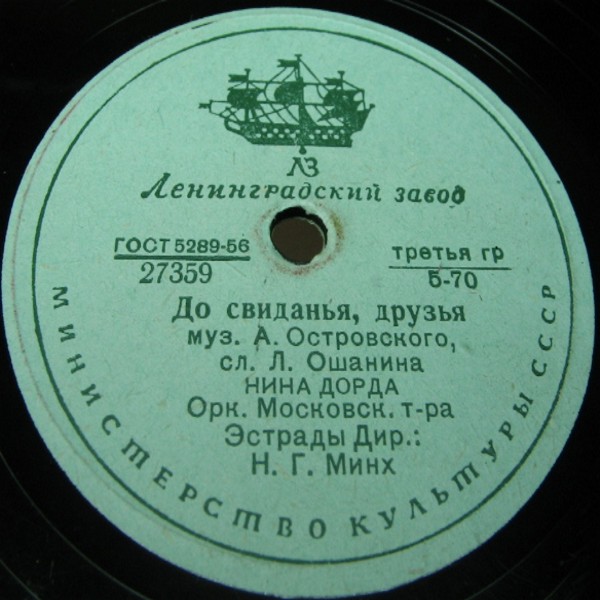 ЛЗ
Ленинградский завод
ГОСТ 5289-56
27359
третья гр
5-70
До свиданья, друзья
муз. А. Островского,
сл. Л. Ошанина
НИНА ДОРДА
Орк. Московск. т-ра
Эстрады Дир.:
Н. Г. Минх
МИНИСТЕРСТВО КУЛЬТУРЫ СССР